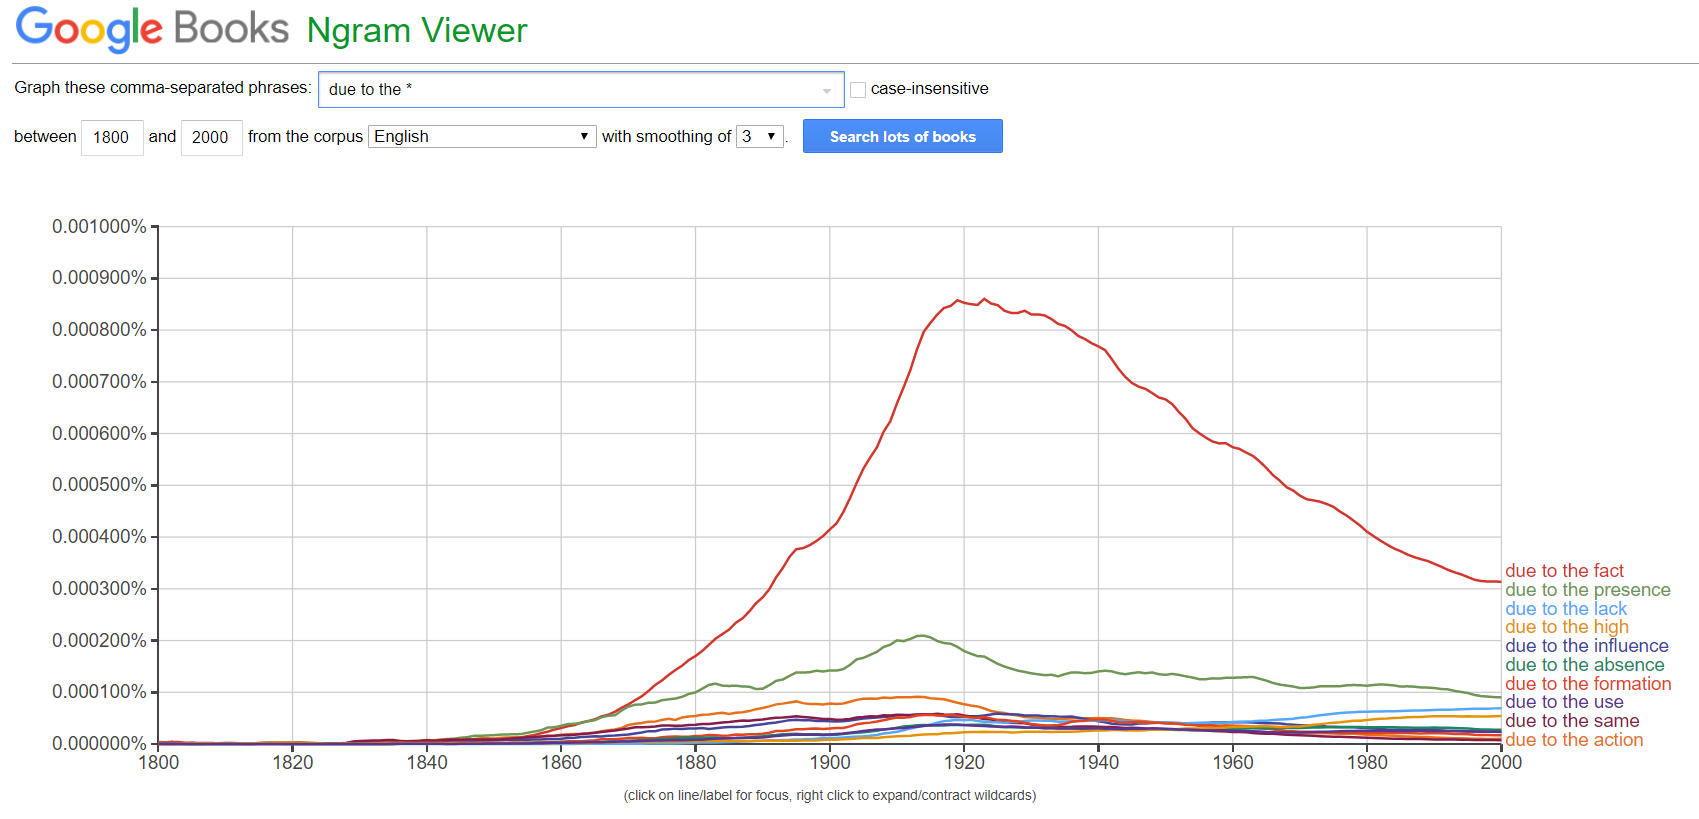 Google Books Ngram Viewer
Graph these comma-separated phrases: due to the * case-insensitive
between 1800 and 2000 from the corpus English with smoothing of 3 . Search lots of books
0.001000%
0.000900%
0.000800%
0.000700%
0.000600%
0.000500%
0.000400%
0.000300%
0.000200%
0.000100%
0.000000%
due to the fact
due to the presence
due to the lack
due to the high
due to the influence
due to the absence
due to the formation
due to the use
due to the same
due to the action
1800 1820 1840 1860 1880 1900 1920 1940 1960 1980 2000
(click on line/label for focus, right click to expand/contract wildcards)